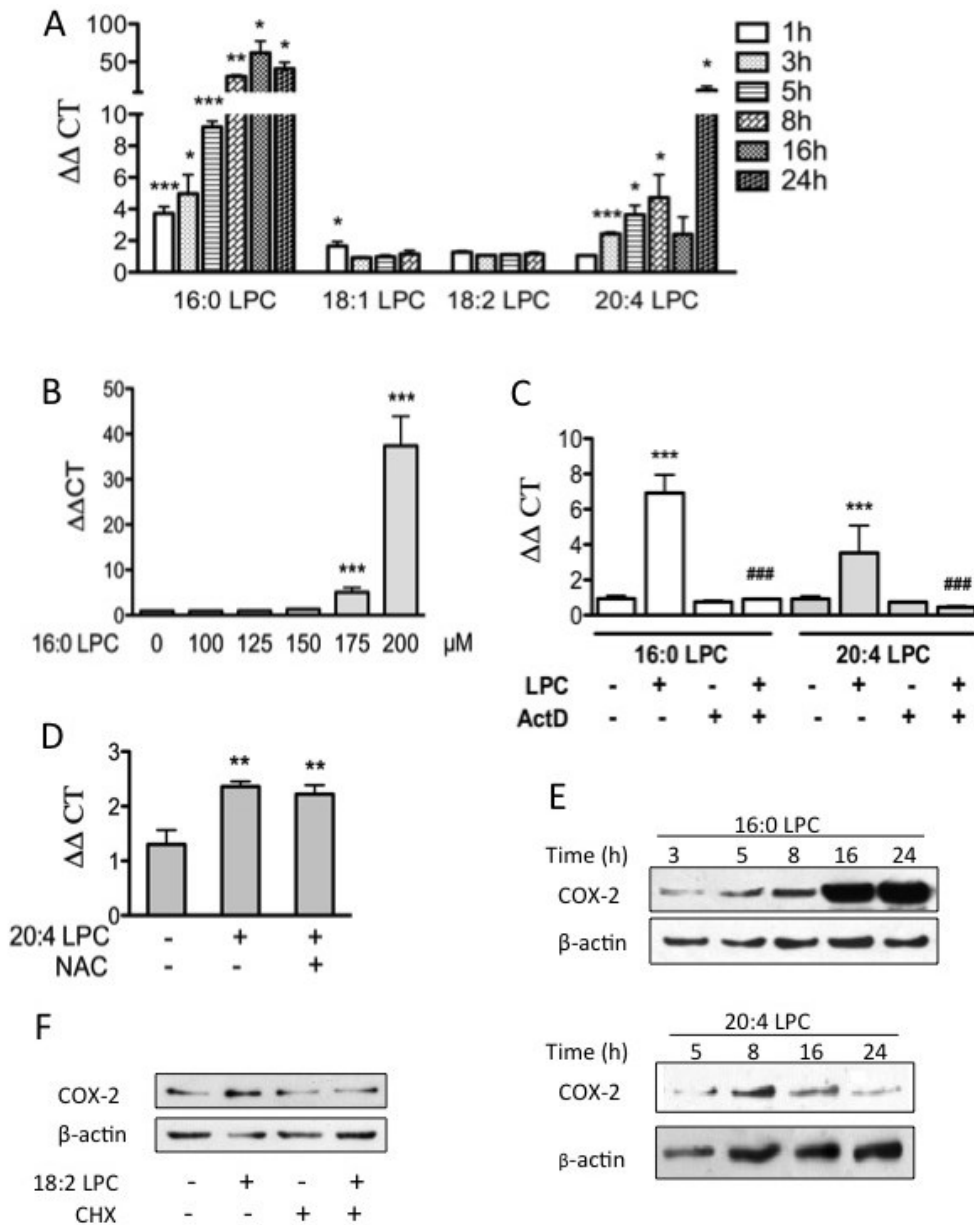 A
ΔΔ CT
100
50
10
8
6
4
2
0
*** * *** ** * *
*
*** * * *
16:0 LPC 18:1 LPC 18:2 LPC 20:4 LPC
1h
3h
5h
8h
16h
24h
B
ΔΔCT
50
40
30
20
10
0
*** ***
16:0 LPC 0 100 125 150 175 200 μM
C
ΔΔ CT
10
8
6
4
2
0
*** ### *** ###
16:0 LPC 20:4 LPC
LPC - + - + - + - +
ActD - - + + - - + +
D
ΔΔ CT
3
2
1
0
** **
20:4 LPC - + +
NAC - - +
E
16:0 LPC
Time (h) 3 5 8 16 24
COX-2
β-actin
20:4 LPC
Time (h) 5 8 16 24
COX-2
β-actin
F
COX-2
β-actin
18:2 LPC - + - +
CHX - - + +